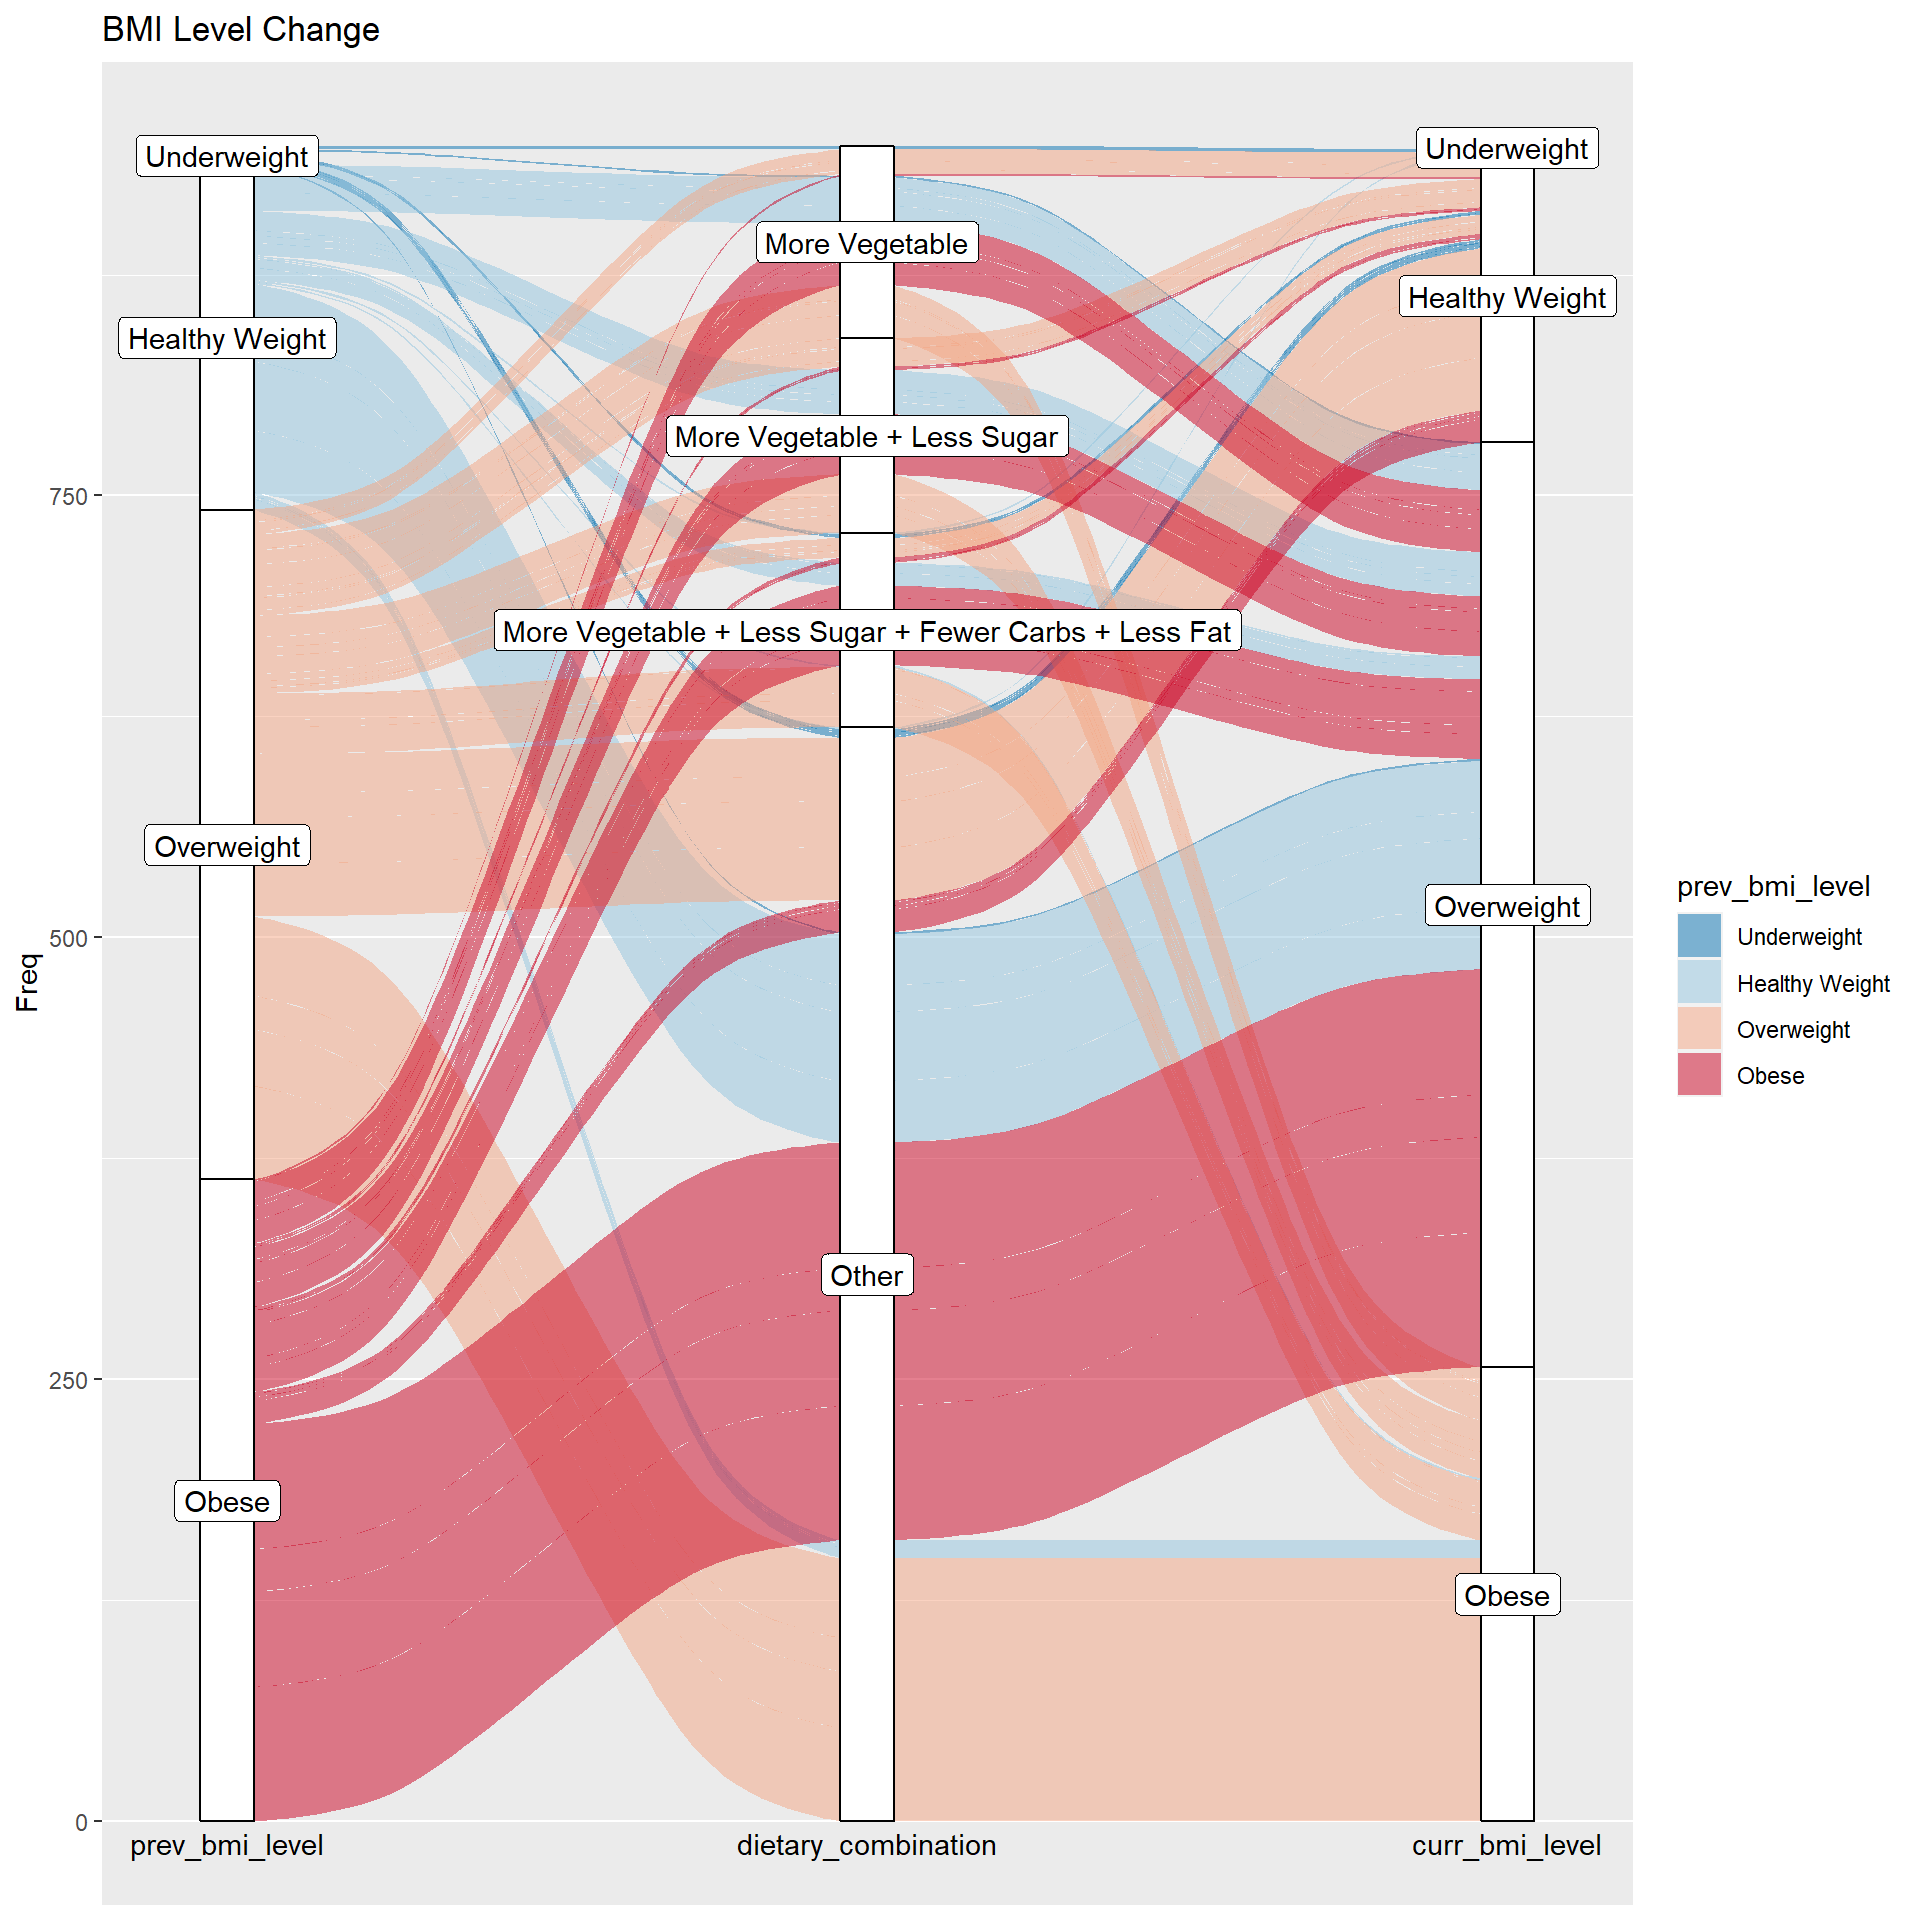 BMI Level Change
Underweight
Healthy Weight
Overweight
Obese
More Vegetable
More Vegetable + Less Sugar
More Vegetable + Less Sugar + Fewer Carbs + Less Fat
Other
Underweight
Healthy Weight
Overweight
Obese
750
500
250
0
Freq
prev_bmi_level
dietary_combination
curr_bmi_level
prev_bmi_level
Underweight
Healthy Weight
Overweight
Obese